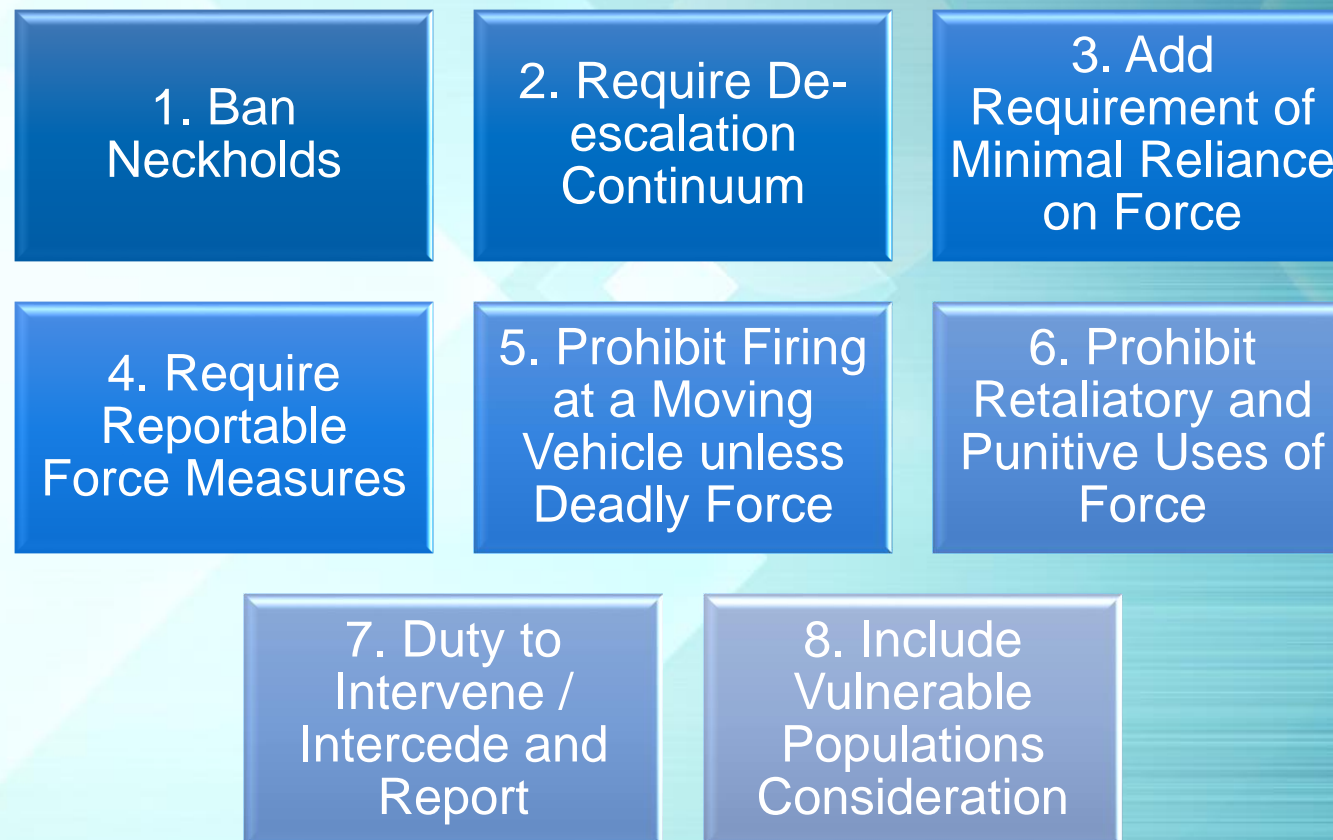 1. Ban
Neckholds
2. Require De-
escalation
Continuum
3. Add
Requirement of
Minimal Reliance
on Force
4. Require
Reportable
Force Measures
5. Prohibit Firing
at a Moving
Vehicle unless
Deadly Force
6. Prohibit
Retaliatory and
Punitive Uses of
Force
7. Duty to
Intervene /
Intercede and
Report
8. Include
Vulnerable
Populations
Consideration